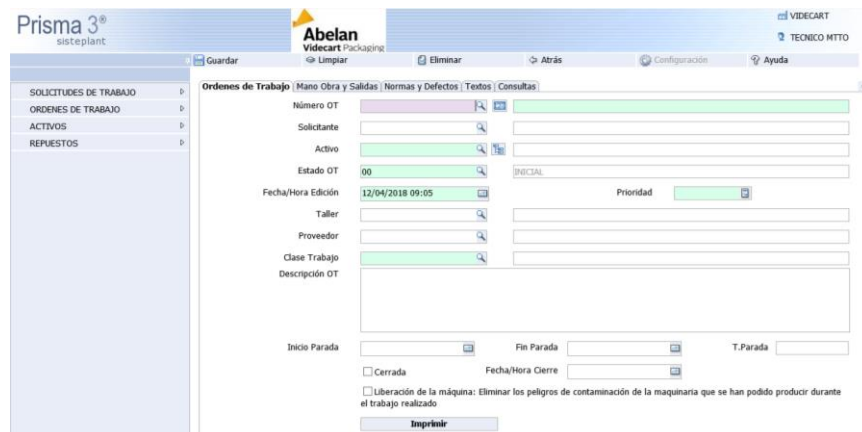 Prisma 3®
sisteplant
Abelan
Videcart Packaging
VIDECART
TECNICO MTTO
Guardar Limpiar Eliminar Atrás Configuración Ayuda
SOLICITUDES DE TRABAJO
ORDENES DE TRABAJO
ACTIVOS
REPUESTOS
Ordenes de Trabajo Mano Obra y Salidas Normas y Defectos Textos Consultas
Número OT
Solicitante
Activo
Estado OT 00 INICIAL
Fecha/Hora Edición 12/04/2018 09:05 Prioridad
Taller
Proveedor
Clase Trabajo
Descripción OT
Inicio Parada Fin Parada T.Parada
Cerrada Fecha/Hora Cierre
Liberación de la máquina: Eliminar los peligros de contaminación de la maquinaria que se han podido producir durante
el trabajo realizado
Imprimir